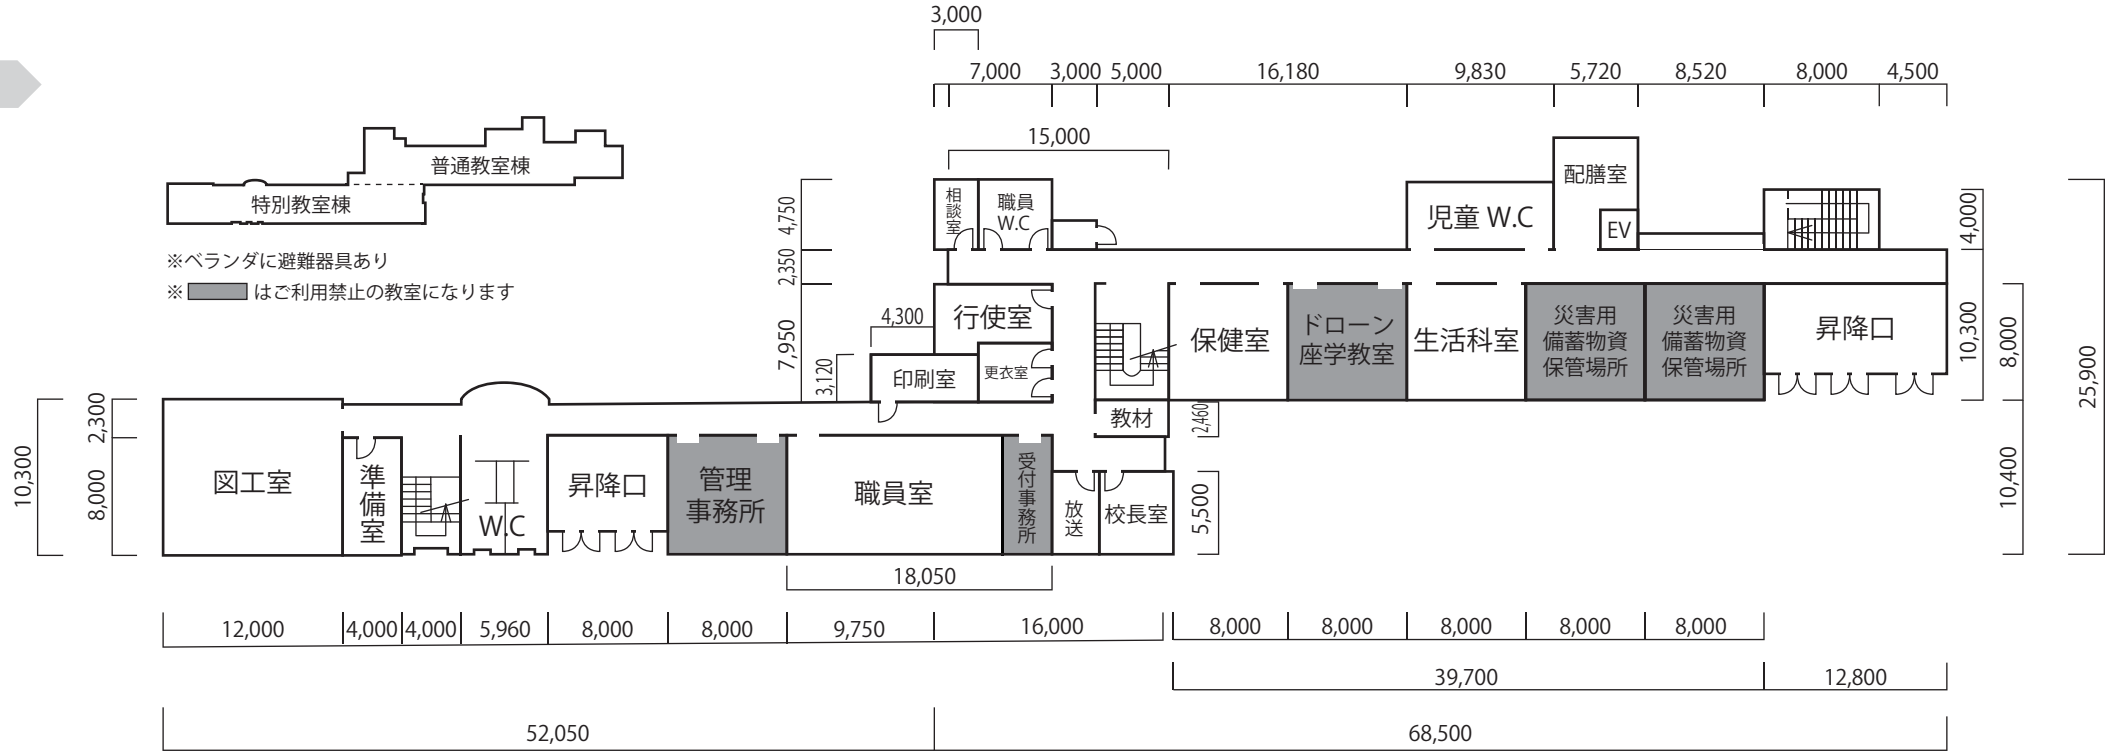 3,000
7,000 3,000 5,000 16,180 9,830 5,720 8,520 8,000 4,500
15,000
普通教室棟
特別教室棟
※ベランダに避難器具あり
※ はご利用禁止の教室になります
4,750
2,350
7,950
4,300
3,120
相談室
職員
W.C
児童 W.C
配膳室
EV
4,000
10,300
8,000
25,900
10,400
行使室
更衣室
印刷室
保健室
ドローン
座学教室
生活科室
災害用
備蓄物資
保管場所
災害用
備蓄物資
保管場所
昇降口
教材
2,460
5,500
10,300
2,300
8,000
図工室
準備室
W.C
昇降口
管理
事務所
職員室
受付事務所
放送
校長室
18,050
12,000 4,000 4,000 5,960 8,000 8,000 9,750 16,000 8,000 8,000 8,000 8,000 8,000
39,700 12,800
52,050 68,500